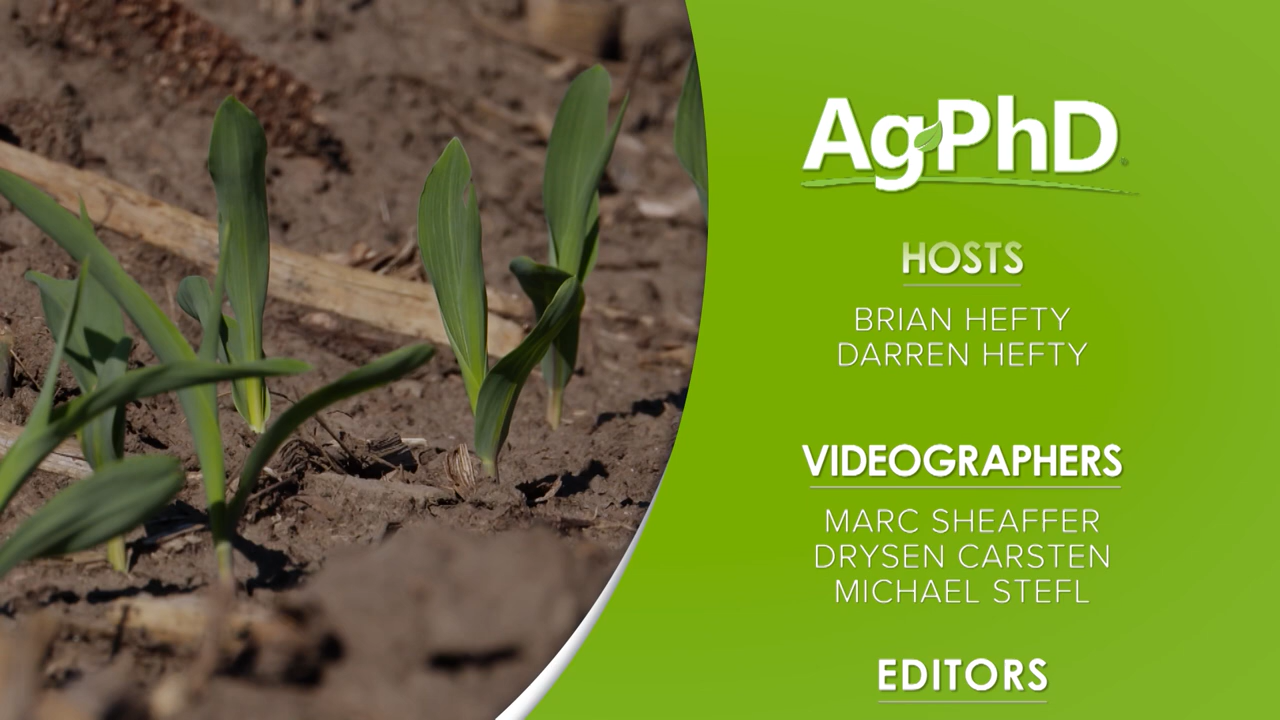 AgPhD
HOSTS
BRIAN HEFTY
DARREN HEFTY
VIDEOGRAPHERS
MARC SHEAFFER
DRYSEN CARSTEN
MICHAEL STEFL
EDITORS